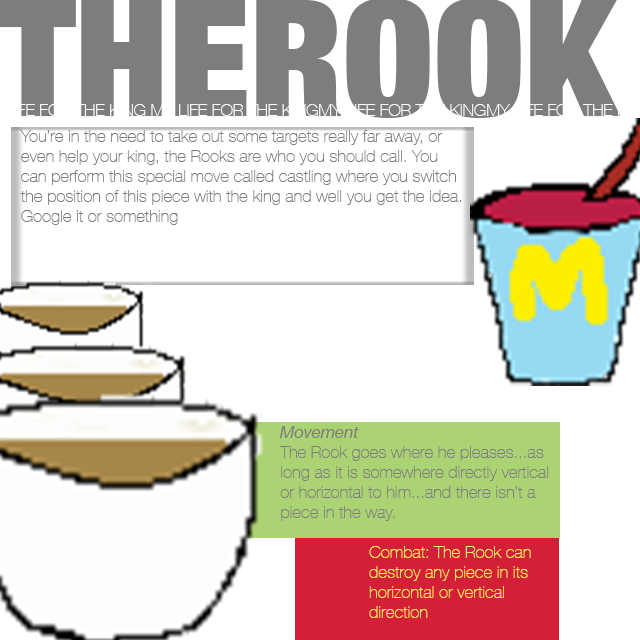 THEROOK
FE FOR THE KING MY LIFE FOR THE KINGMY LIFE FOR THE KINGMY LIFE FOR THE
You're in the need to take out some targets really far away, or
even help your king, the Rooks are who you should call. You
can perform this special move called castling where you switch
the position of this piece with the king and well you get the idea.
Google it or something
M
Movement
The Rook goes where he pleases...as
long as it is somewhere directly vertical
or horizontal to him...and there isn't a
piece in the way.
Combat: The Rook can
destroy any piece in its
horizontal or vertical
direction